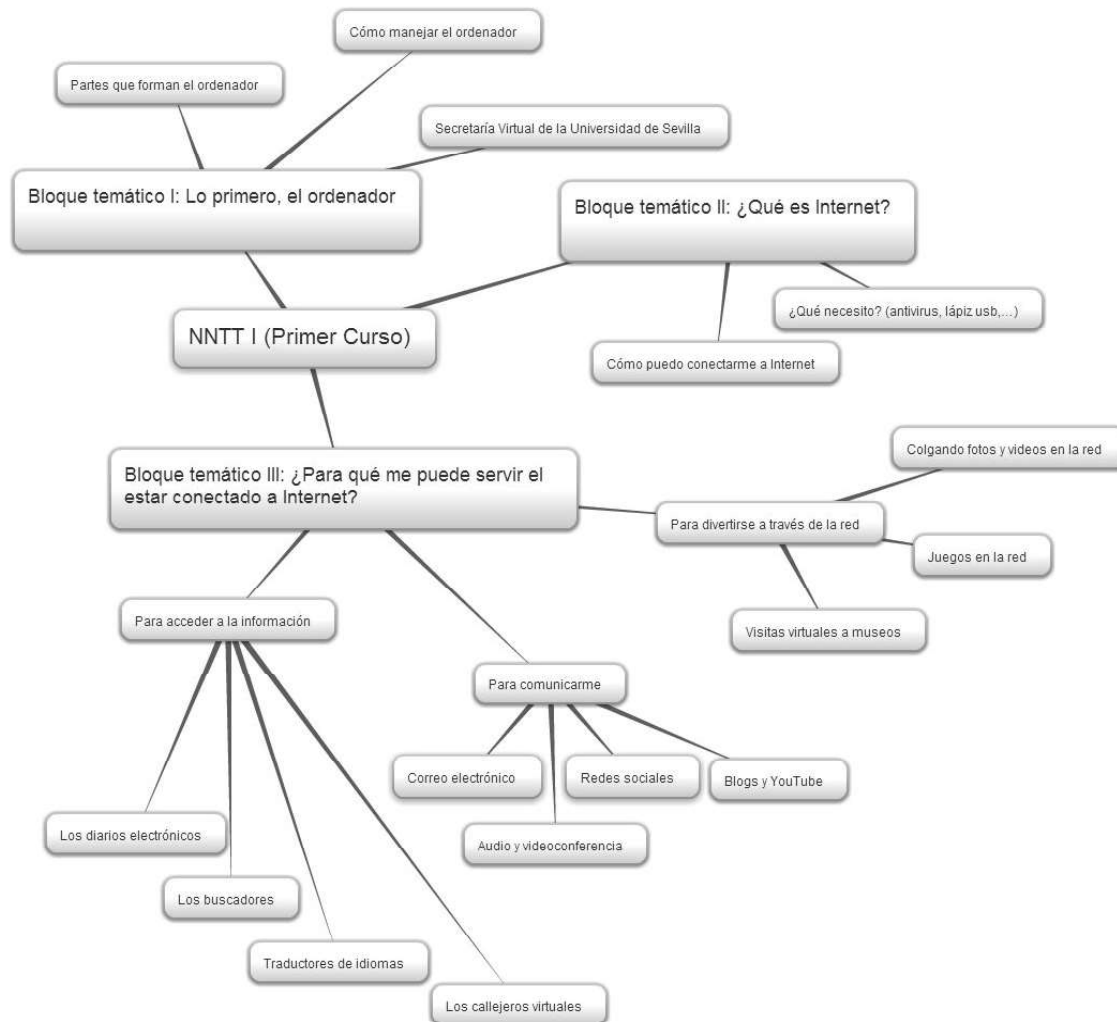 Cómo manejar el ordenador
Partes que forman el ordenador
Secretaría Virtual de la Universidad de Sevilla
Bloque temático I: Lo primero, el ordenador
Bloque temático II: ¿Qué es Internet?
¿Qué necesito? (antivirus, lápiz usb,...)
NNTT I (Primer Curso)
Cómo puedo conectarme a Internet
Colgando fotos y videos en la red
Bloque temático III: ¿Para qué me puede servir el
estar conectado a Internet?
Para divertirse a través de la red
Juegos en la red
Para acceder a la información
Visitas virtuales a museos
Para comunicarme
Correo electrónico
Redes sociales
Blogs y YouTube
Los diarios electrónicos
Audio y videoconferencia
Los buscadores
Traductores de idiomas
Los callejeros virtuales